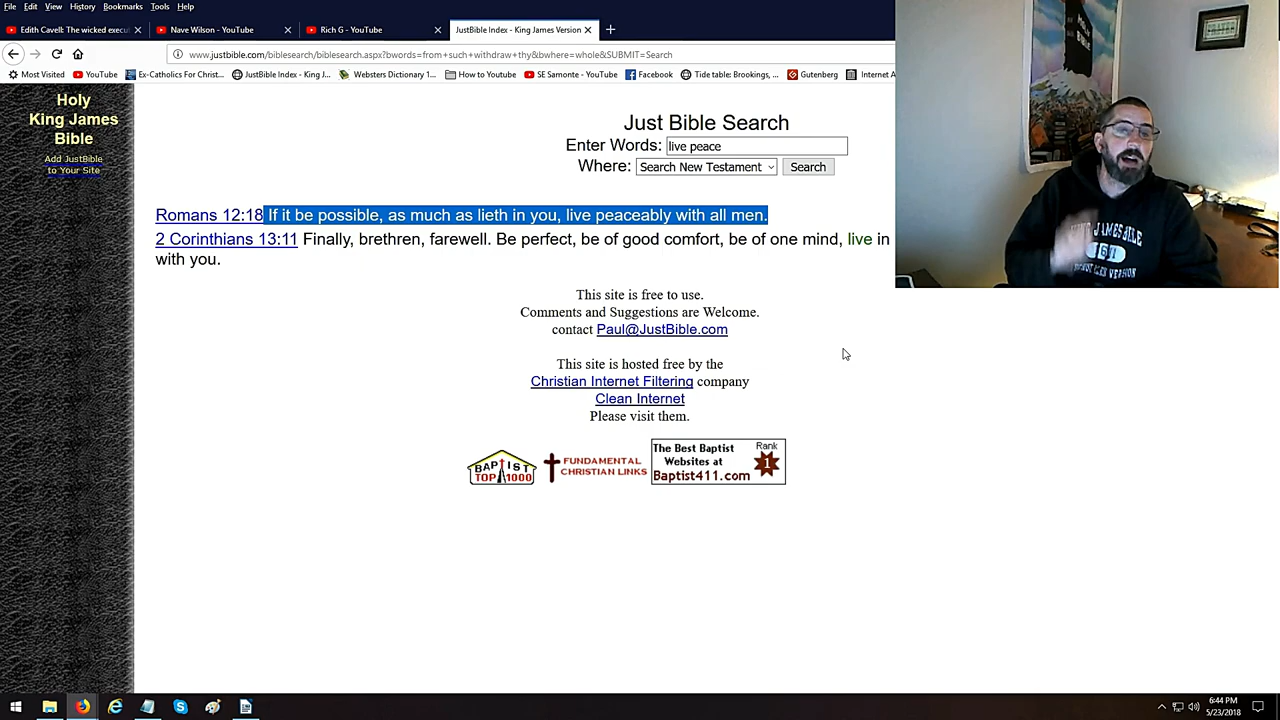 File Edit View History Bookmarks Tools Help
Edith Cavell: The wicked execu
Nave Wilson - YouTube
Rich G - YouTube
JustBible Index - King James Version
www.justbible.com/biblesearch/biblesearch.aspx?bwords=from+such+withdraw+thy&bwhere=whole&SUBMIT=Search
Most Visited YouTube Ex-Catholics For Christ... JustBible Index - King J... Websters Dictionary 1... How to Youtube SE Samonte - YouTube Facebook Tide table: Brookings, ... Gutenberg Internet A
Holy
King James
Bible
Add JustBible
to Your Site
Just Bible Search
Enter Words: live peace
Where: Search New Testament Search
Romans 12:18 If it be possible, as much as lieth in you, live peaceably with all men.
2 Corinthians 13:11 Finally, brethren, farewell. Be perfect, be of good comfort, be of one mind, live in
with you.
This site is free to use.
Comments and Suggestions are Welcome.
contact Paul@JustBible.com
This site is hosted free by the
Christian Internet Filtering company
Clean Internet
Please visit them.
BAPTIST
TOP 1000
FUNDAMENTAL
CHRISTIAN LINKS
The Best Baptist
Websites at
Baptist411.com
Rank
1
KING JAMES BIBLE
1611
6:44 PM
5/23/2018